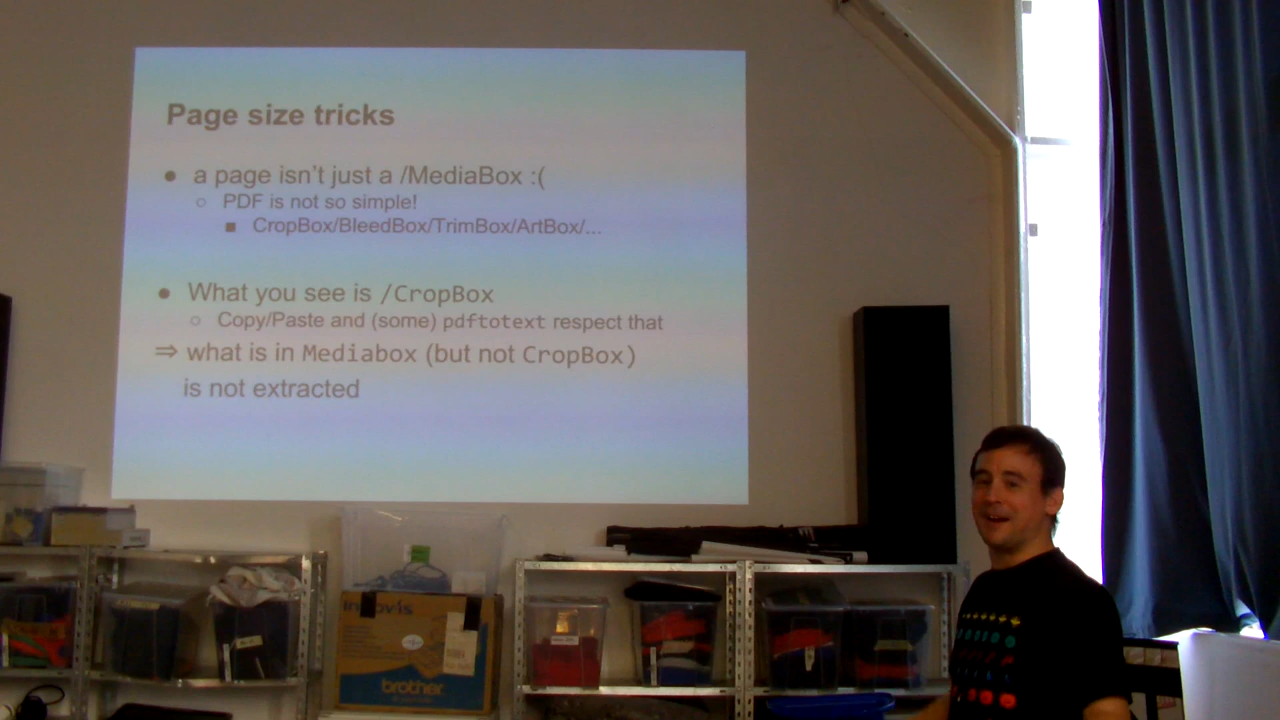 Page size tricks
● a page isn't just a /MediaBox :(
○ PDF is not so simple!
■ CropBox/BleedBox/TrimBox/ArtBox/...
● What you see is /CropBox
○ Copy/Paste and (some) pdftotext respect that
⇒ what is in Mediabox (but not CropBox)
is not extracted
brother